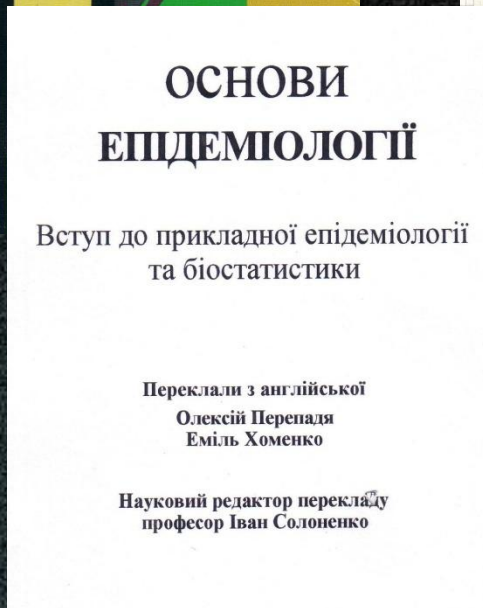 ОСНОВИ
ЕПІДЕМІОЛОГІЇ
Вступ до прикладної епідеміології
та біостатистики
Переклали з англійської
Олексій Перепадя
Еміль Хоменко
Науковий редактор перекладу
професор Іван Солоненко